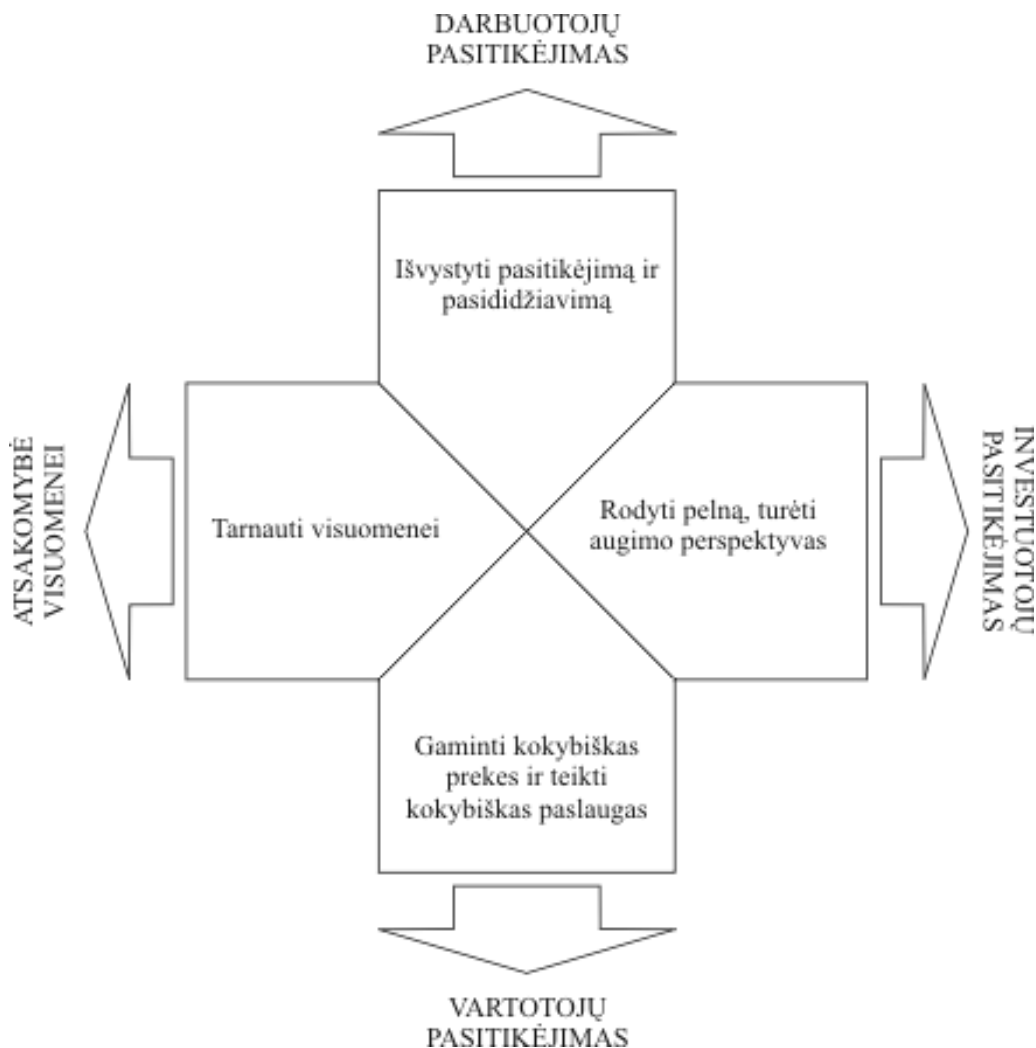 DARBUOTOJŲ
PASITIKĖJIMAS
Išvystyti pasitikėjimą ir
pasididžiavimą
ATSAKOMYBĖ
VISUOMENEI
Tarnauti visuomenei
Rodyti pelną, turėti
augimo perspektyvas
INVESTUOTOJŲ
PASITIKĖJIMAS
Gaminti kokybiškas
prekes ir teikti
kokybiškas paslaugas
VARTOTOJŲ
PASITIKĖJIMAS